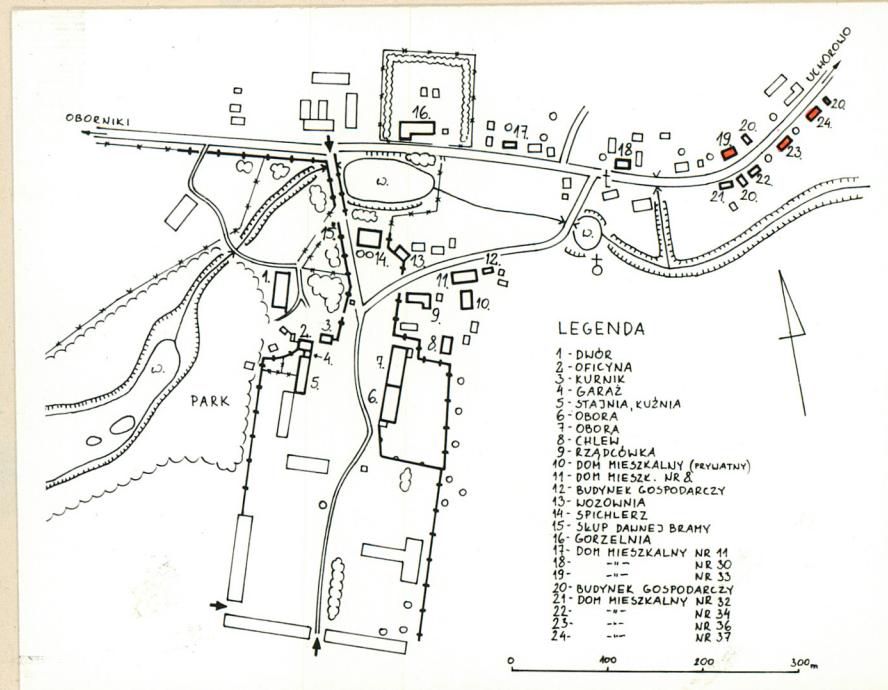 OBORNIKI
UCHOROWO
16.
17.
18
19.
20.
20.
24.
23.
22.
20.
21.
W.
W.
15.
14.
13.
12.
11.
10.
1.
9.
2.
3.
4.
8.
7.
5.
6.
W.
PARK
LEGENDA
1 - DWÓR
2 - OFICYNA
3 - KURNIK
4 - GARAŻ
5 - STAJNIA, KUŹNIA
6 - OBORA
7 - OBORA
8 - CHLEW
9 - RZĄDCÓWKA
10 - DOM MIESZKALNY (PRYWATNY)
11 - DOM MIESZK. NR 8
12 - BUDYNEK GOSPODARCZY
13 - WOZOWNIA
14 - SPICHLERZ
15 - SŁUP DAWNEJ BRAMY
16 - GORZELNIA
17 - DOM MIESZKALNY NR 11
18 - -"- NR 30
19 - -"- NR 33
20 - BUDYNEK GOSPODARCZY
21 - DOM MIESZKALNY NR 32
22 - -"- NR 34
23 - -"- NR 36
24 - -"- NR 37
0 100 200 300 m